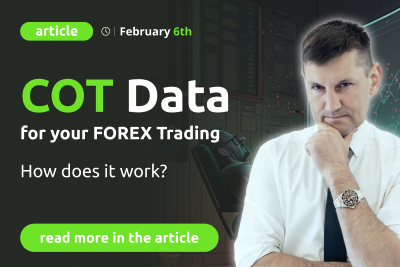 article
February 6th
COT Data
for your FOREX Trading
How does it work?
read more in the article